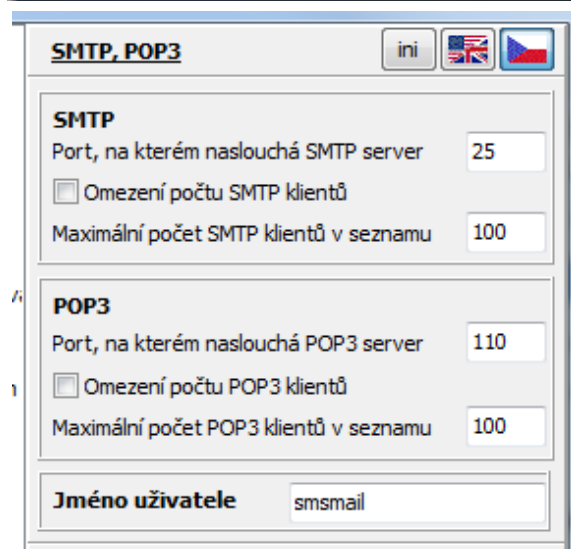 SMTP, POP3 ini
SMTP
Port, na kterém naslouchá SMTP server 25
Omezení počtu SMTP klientů
Maximální počet SMTP klientů v seznamu 100
POP3
Port, na kterém naslouchá POP3 server 110
Omezení počtu POP3 klientů
Maximální počet POP3 klientů v seznamu 100
Jméno uživatele smsmail